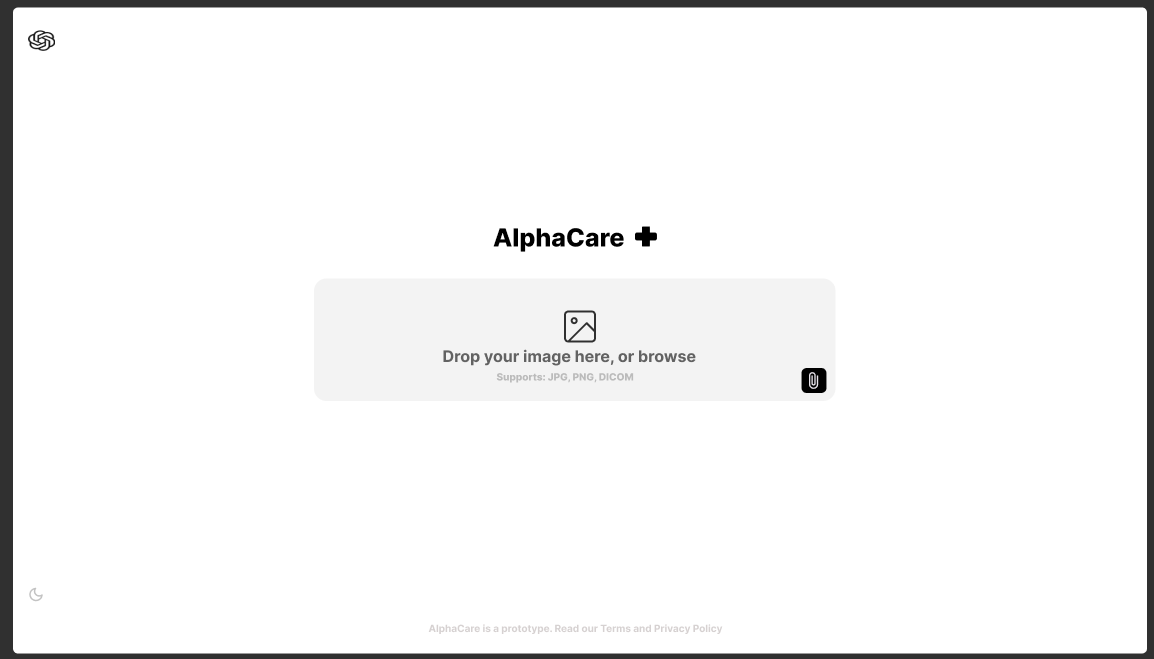 AlphaCare
Drop your image here, or browse
Supports: JPG, PNG, DICOM
AlphaCare is a prototype. Read our Terms and Privacy Policy